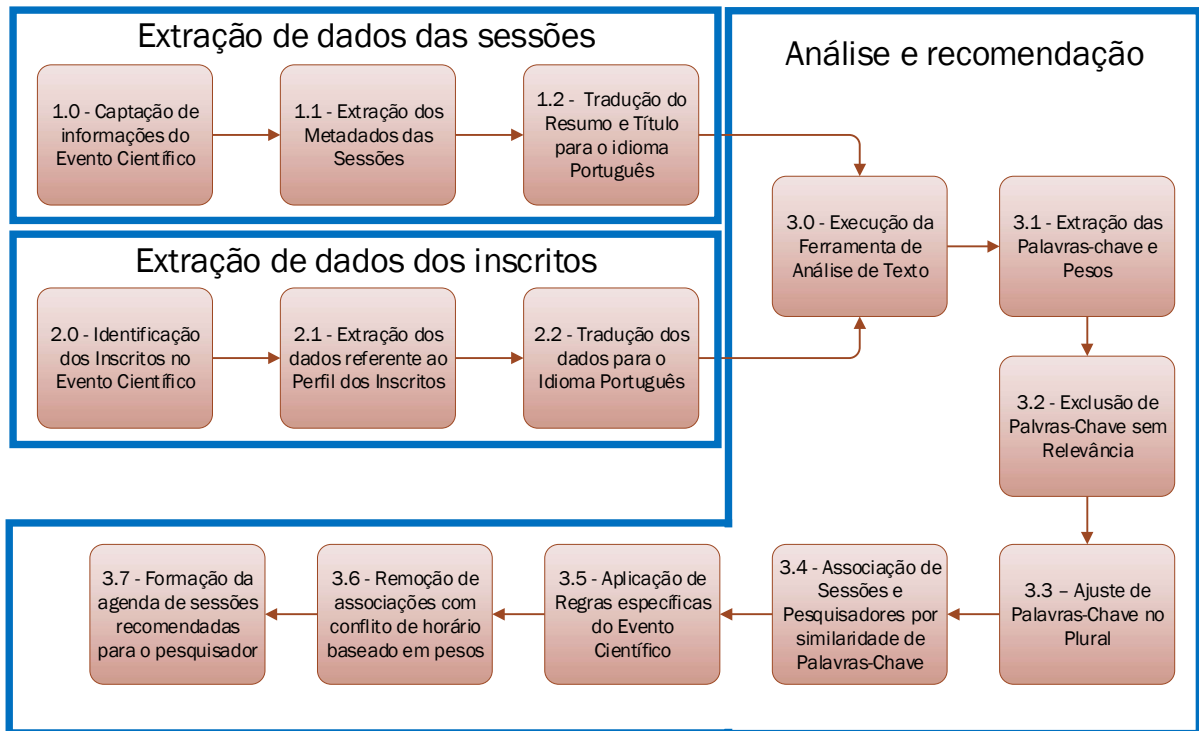 Extração de dados das sessões
1.0 - Captação de
informações do
Evento Científico
1.1 - Extração dos
Metadados das
Sessões
1.2 -  Tradução do
Resumo e Título
para o idioma
Português
Extração de dados dos inscritos
2.0 - Identificação
dos Inscritos no
Evento Científico
2.1 - Extração dos
dados referente ao
Perfil dos Inscritos
2.2 - Tradução dos
dados para o
Idioma Português
Análise e recomendação
3.0 - Execução da
Ferramenta de
Análise de Texto
3.1 - Extração das
Palavras-chave e
Pesos
3.2 - Exclusão de
Palvras-Chave sem
Relevância
3.3 – Ajuste de
Palavras-Chave no
Plural
3.4 - Associação de
Sessões e
Pesquisadores por
similaridade de
Palavras-Chave
3.5 - Aplicação de
Regras específicas
do Evento
Científico
3.6 - Remoção de
associações com
conflito de horário
baseado em pesos
3.7 - Formação da
agenda de sessões
recomendadas
para o pesquisador